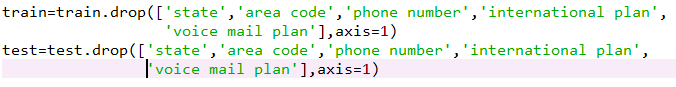 train=train.drop(['state','area code','phone number','international plan',
'voice mail plan'],axis=1)
test=test.drop(['state','area code','phone number','international plan',
'voice mail plan'],axis=1)